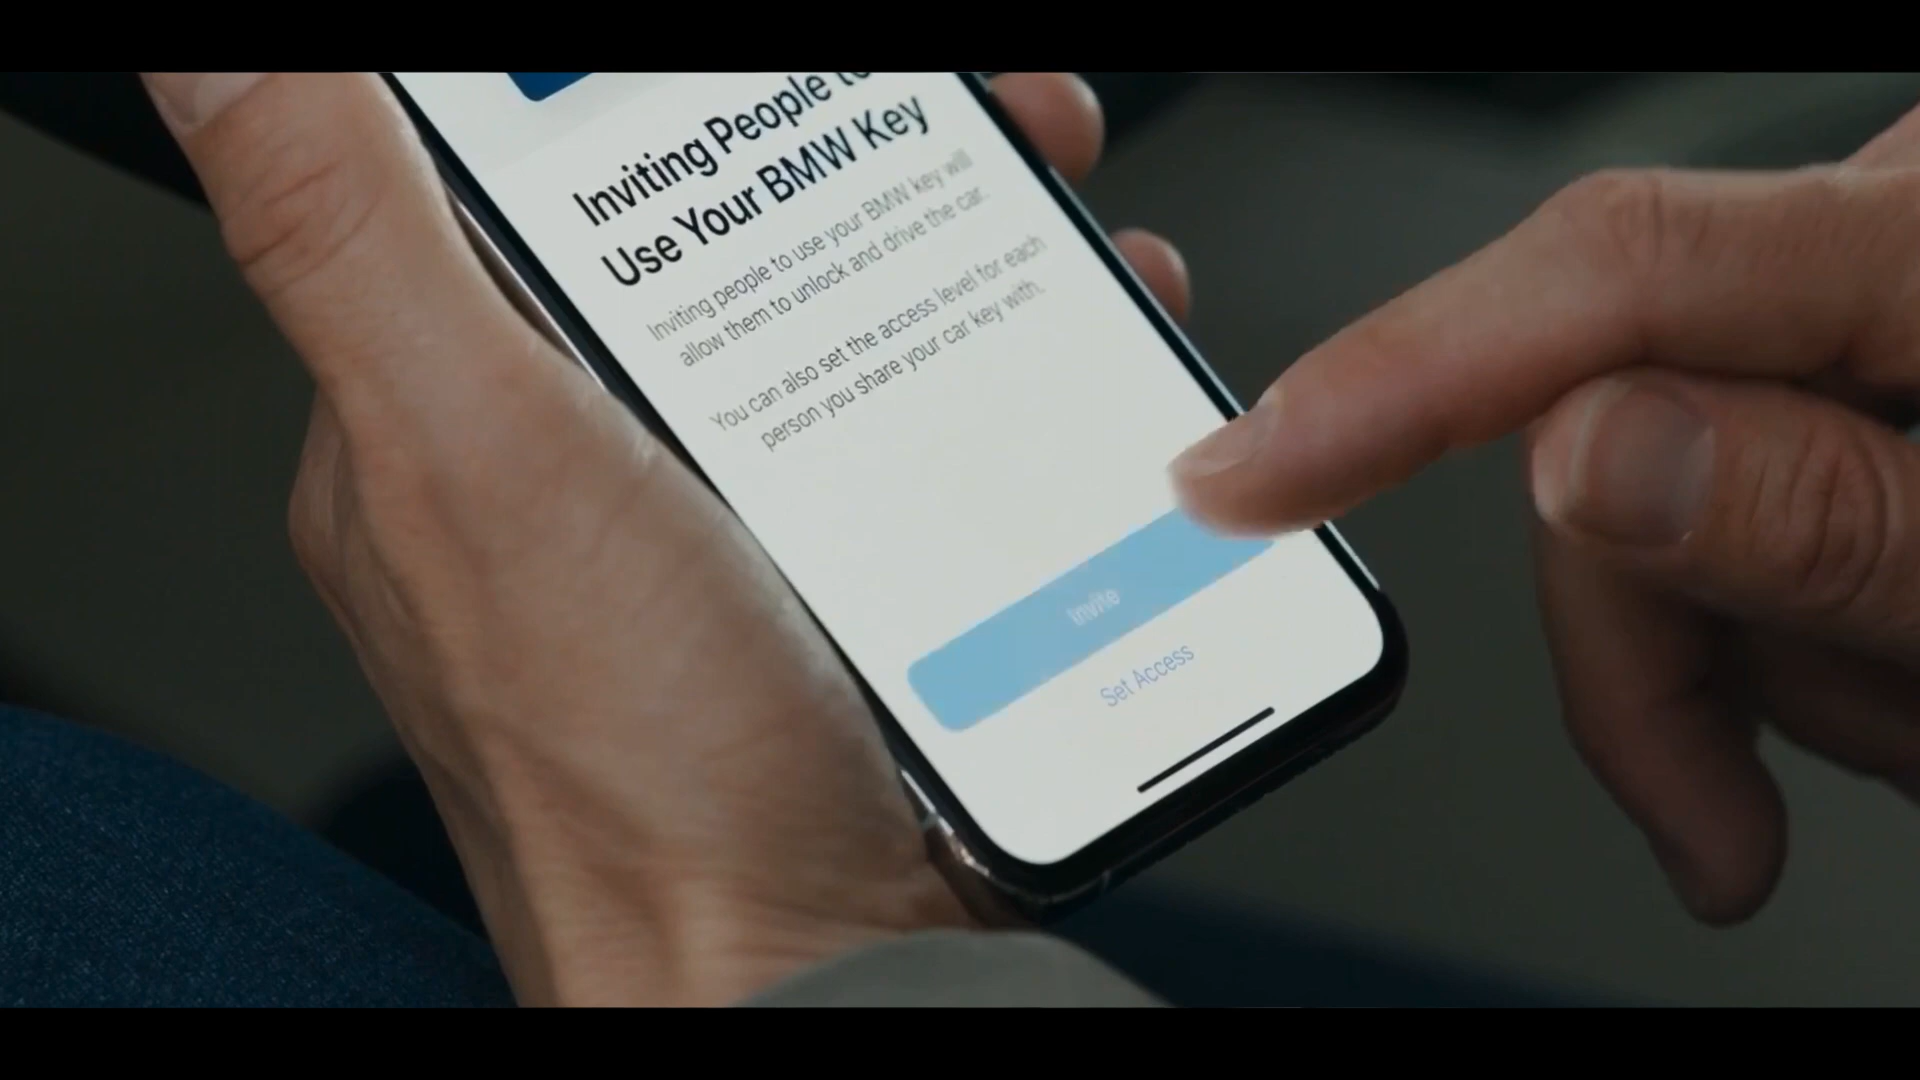 Inviting People to
Use Your BMW Key
Inviting people to use your BMW key will
allow them to unlock and drive the car.
You can also set the access level for each
person you share your car key with.
Invite
Set Access